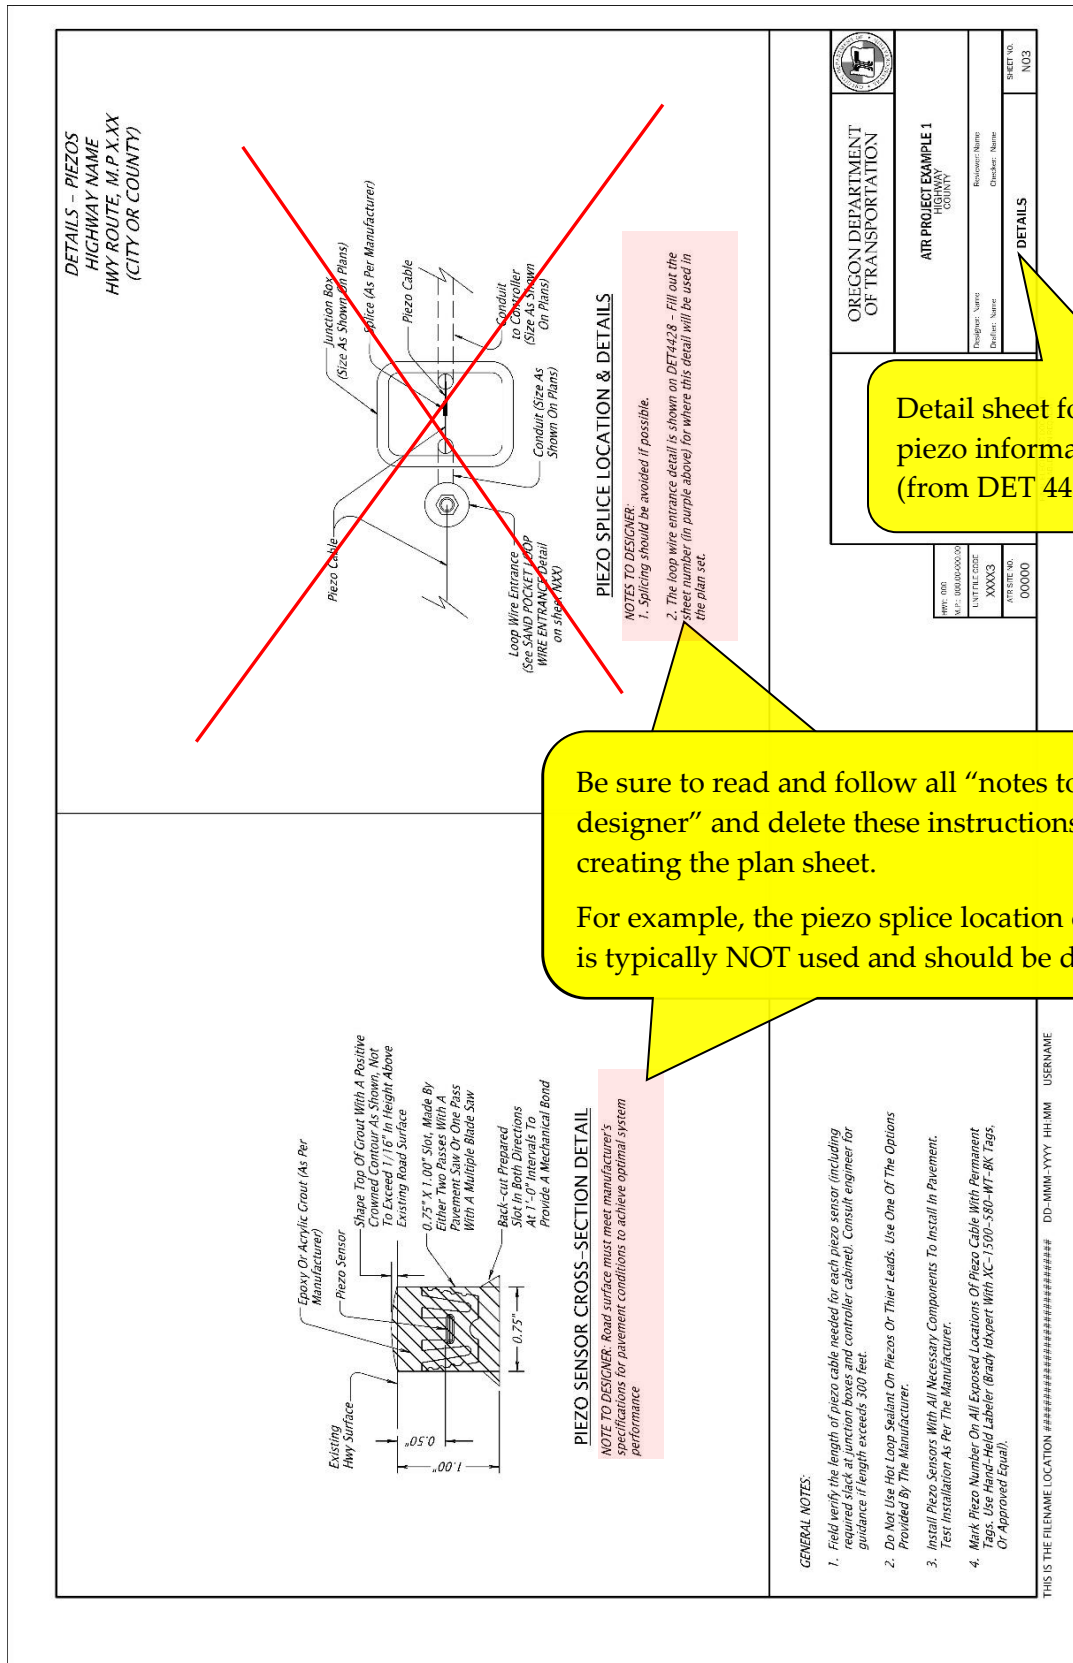 DETAILS – PIEZOS
HIGHWAY NAME
HWY ROUTE, M.P X.XX
(CITY OR COUNTY)
Existing
Hwy Surface
Epoxy Or Acrylic Grout (As Per
Manufacturer)
Piezo Sensor
Shape Top Of Grout With A Positive
Crowned Contour As Shown, Not
To Exceed 1/16" In Height Above
Existing Road Surface
0.75" X 1.00" Slot, Made By
Either Two Passes With A
Pavement Saw Or One Pass
With A Multiple Blade Saw
Back-cut Prepared
Slot In Both Directions
At 1'-0" Intervals To
Provide A Mechanical Bond
0.50"
1.00"
0.75"
PIEZO SENSOR CROSS-SECTION DETAIL
NOTE TO DESIGNER: Road surface must meet manufacturer's
specifications for pavement conditions to achieve optimal system
performance
Piezo Cable
Junction Box
(Size As Shown On Plans)
Splice (As Per Manufacturer)
Piezo Cable
Conduit
to Controller
(Size As Shown
On Plans)
Conduit (Size As
Shown On Plans)
Loop Wire Entrance
(See SAND POCKET LOOP
WIRE ENTRANCE Detail
on sheet NXX)
PIEZO SPLICE LOCATION & DETAILS
NOTES TO DESIGNER:
1. Splicing should be avoided if possible.
2. The loop wire entrance detail is shown on DET4428 – Fill out the
sheet number (in purple above) for where this detail will be used in
the plan set.
Be sure to read and follow all “notes to
designer” and delete these instructions
creating the plan sheet.
For example, the piezo splice location
is typically NOT used and should be d
GENERAL NOTES:
1. Field verify the length of piezo cable needed for each piezo sensor (including
required slack at junction boxes and controller cabinet). Consult engineer for
guidance if length exceeds 300 feet.
2. Do Not Use Hot Loop Sealant On Piezos Or Thier Leads. Use One Of The Options
Provided By The Manufacturer.
3. Install Piezo Sensors With All Necessary Components To Install In Pavement.
Test Installation As Per The Manufacturer.
4. Mark Piezo Number On All Exposed Locations Of Piezo Cable With Permanent
Tags. Use Hand-Held Labeler (Brady Idxpert With XC-1500-580-WT-BK Tags,
Or Approved Equal).
HWY: 000
M.P.: 000.00-000.00
UNIT FILE CODE
XXXX3
ATR SITE NO.
00000
OREGON DEPARTMENT
OF TRANSPORTATION
ATR PROJECT EXAMPLE 1
HIGHWAY
COUNTY
Designer: Name
Reviewer: Name
Drafter: Name
Checker: Name
DETAILS
SHEET NO.
N03
Detail sheet fo
piezo informa
(from DET 44
THIS IS THE FILENAME LOCATION ####################################
DD-MMM-YYYY HH:MM USERNAME